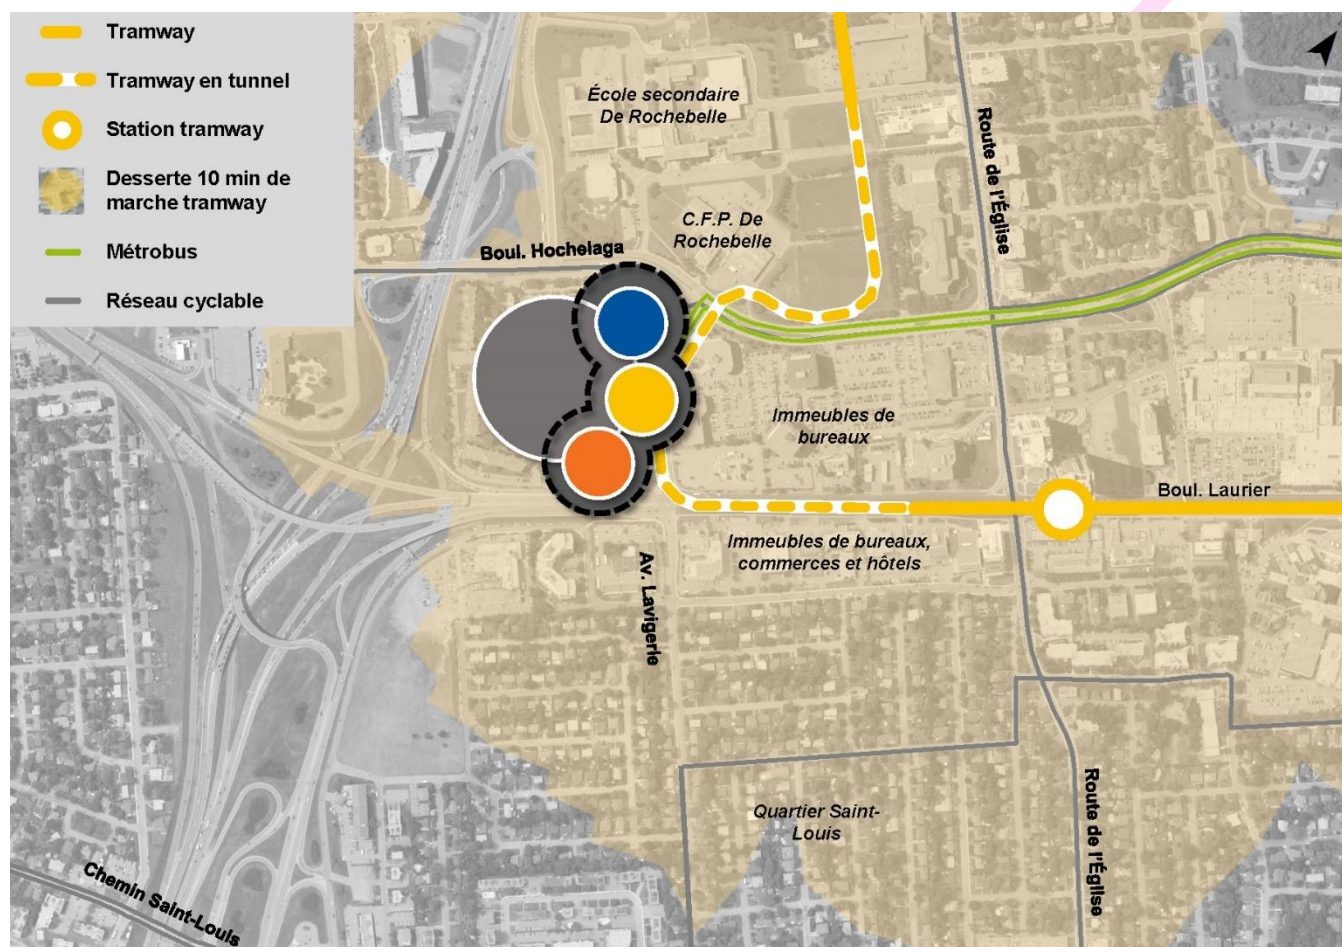 Tramway
Tramway en tunnel
Station tramway
Desserte 10 min de
marche tramway
Métrobus
Réseau cyclable
École secondaire
De Rochebelle
Route de l'Église
C.F.P. De
Rochebelle
Boul. Hochelaga
Immeubles de
bureaux
Boul. Laurier
Immeubles de bureaux,
commerces et hôtels
Av. Lavigerie
Quartier Saint-
Louis
Route de l'Église
Chemin Saint-Louis